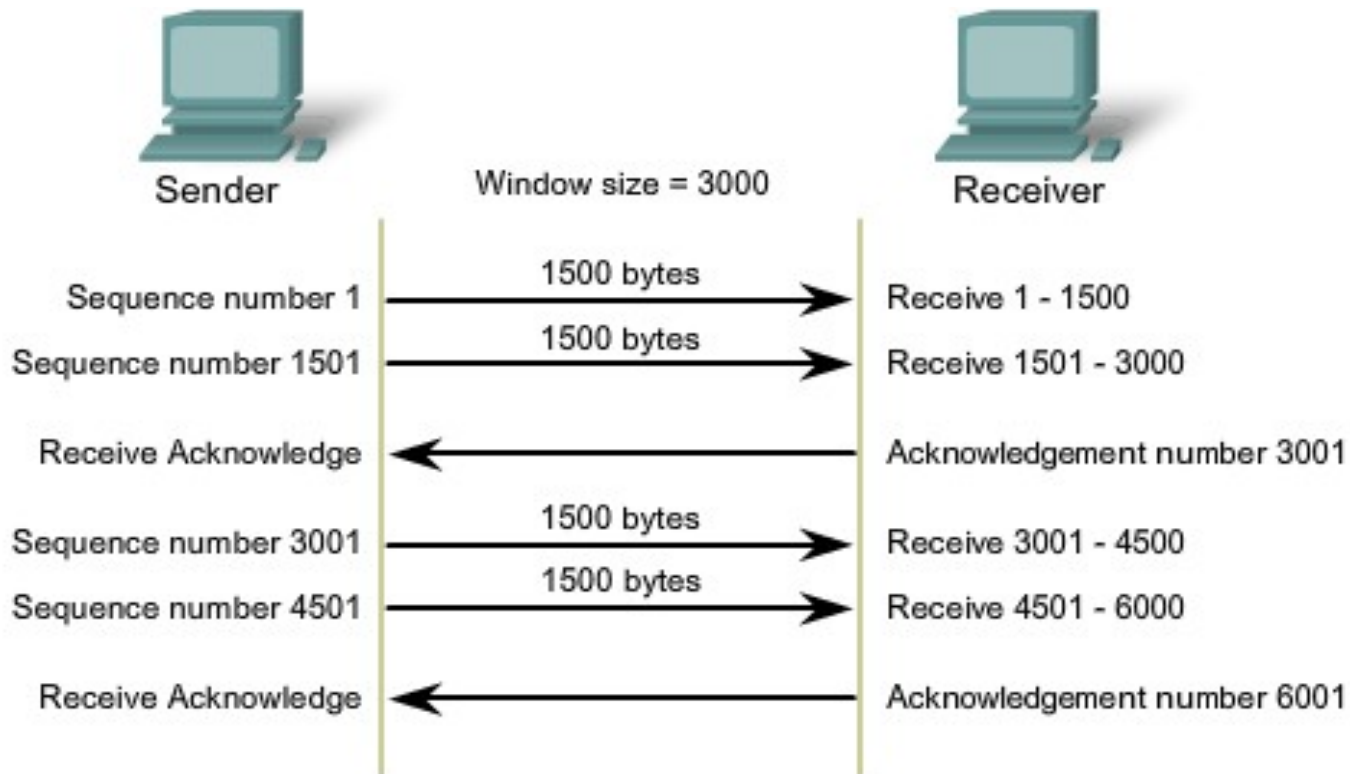 Sender
Window size = 3000
Receiver
1500 bytes
Sequence number 1
Receive 1 - 1500
1500 bytes
Sequence number 1501
Receive 1501 - 3000
Receive Acknowledge
Acknowledgement number 3001
1500 bytes
Sequence number 3001
Receive 3001 - 4500
1500 bytes
Sequence number 4501
Receive 4501 - 6000
Receive Acknowledge
Acknowledgement number 6001